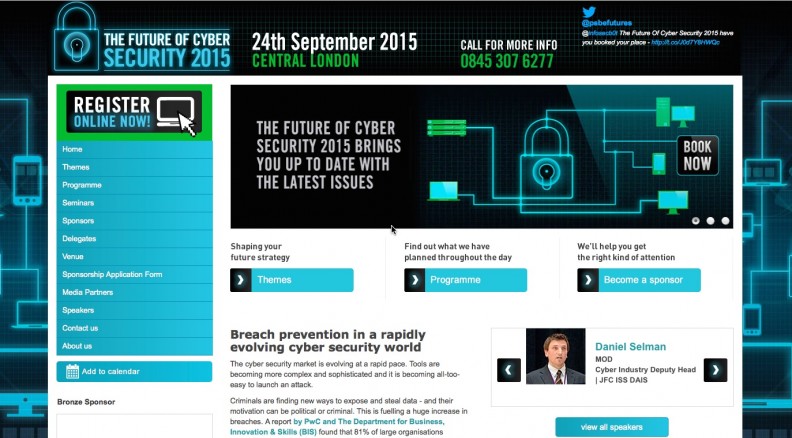 THE FUTURE OF CYBER
SECURITY 2015
24th September 2015
CENTRAL LONDON
CALL FOR MORE INFO
0845 307 6277
@psbefutures
The Future Of Cyber Security 2015 have
you booked your place -
REGISTER
ONLINE NOW!
Home
Themes
Programme
Seminars
Sponsors
Delegates
Venue
Sponsorship Application Form
Media Partners
Speakers
Contact us
About us
Add to calendar
Bronze Sponsor
THE FUTURE OF CYBER
SECURITY 2015 BRINGS
YOU UP TO DATE WITH
THE LATEST ISSUES
BOOK
NOW
Shaping your
future strategy
Themes
Find out what we have
planned throughout the day
Programme
We'll help you get
the right kind of attention
Become a sponsor
Breach prevention in a rapidly
evolving cyber security world
The cyber security market is evolving at a rapid pace. Tools are
becoming more complex and sophisticated and it is becoming all-too-
easy to launch an attack.
Criminals are finding new ways to expose and steal data - and their
motivation can be political or criminal. This is fuelling a huge increase in
breaches. A report by PwC and The Department for Business,
Innovation & Skills (BIS) found that 81% of large organisations
Daniel Selman
MOD
Cyber Industry Deputy Head
| JFC ISS DAIS
view all speakers